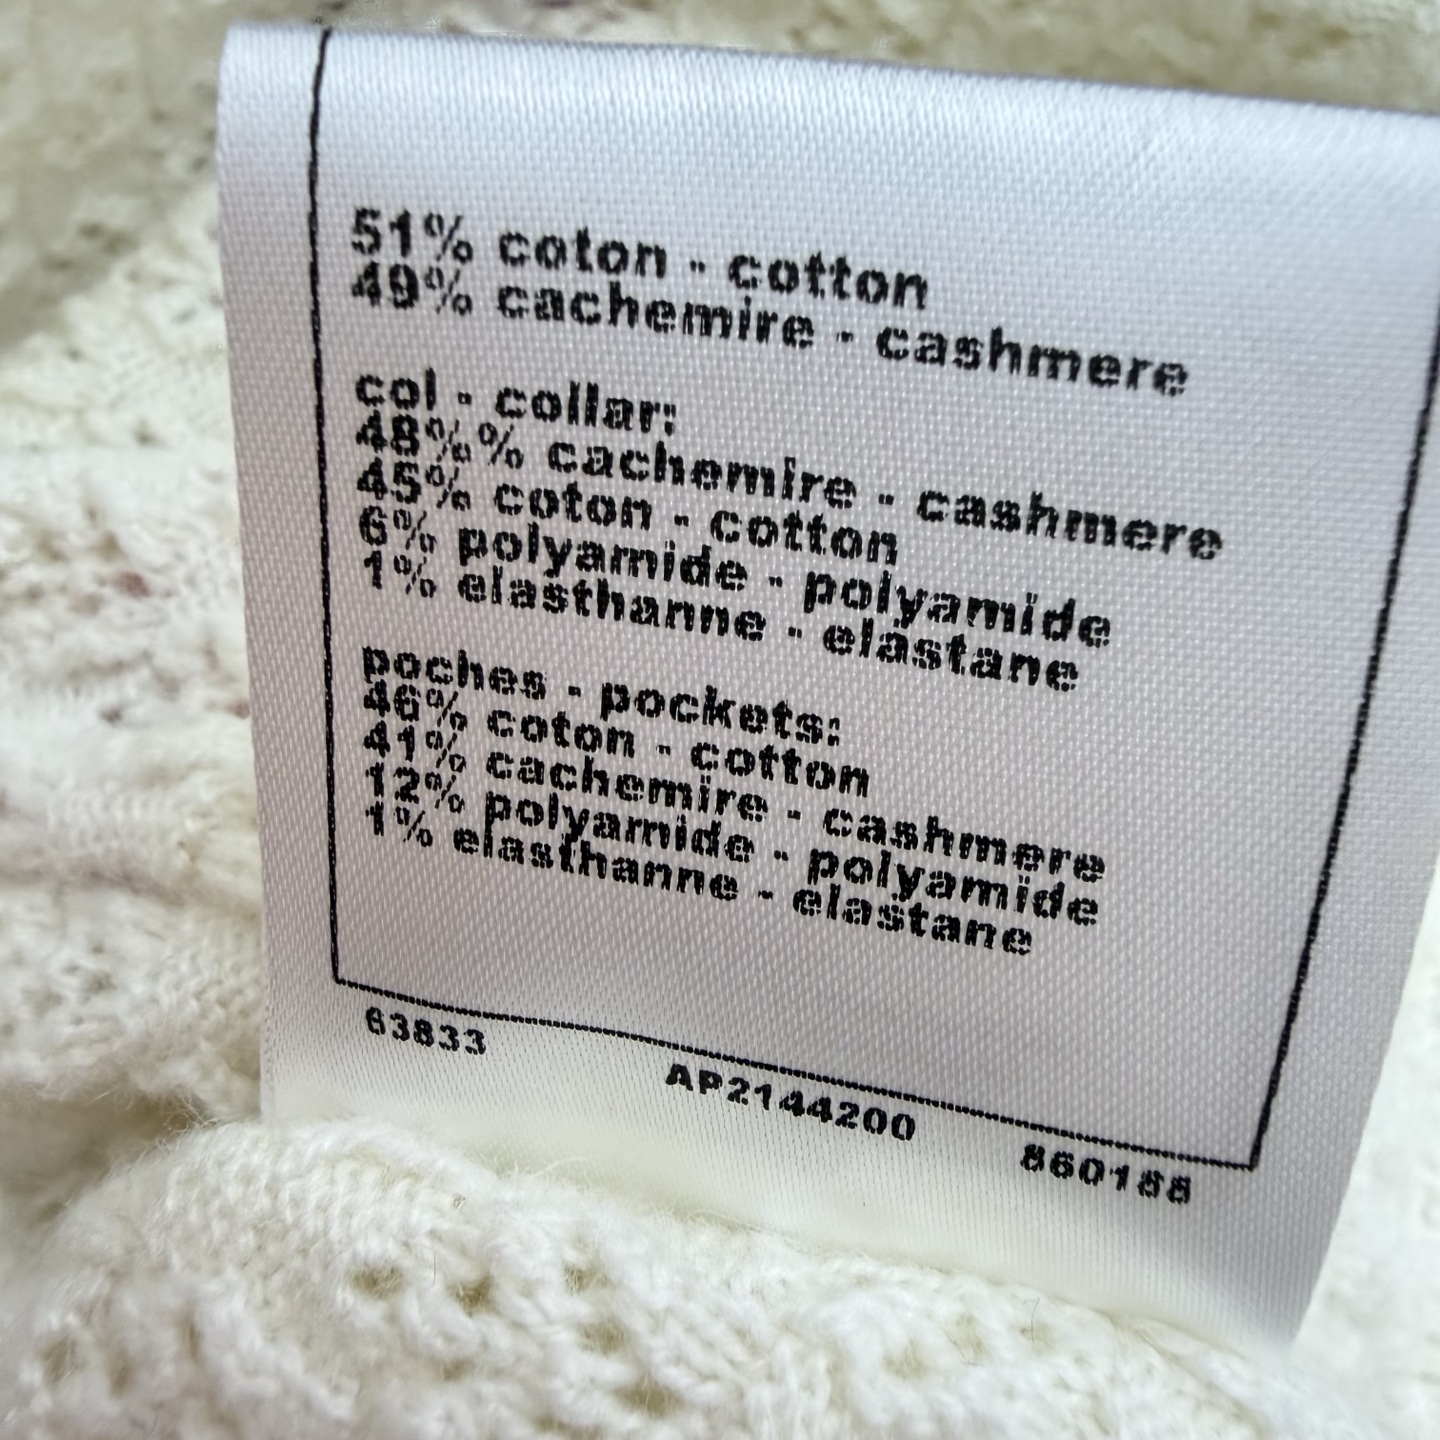 51% coton - cotton
49% cachemire - cashmere
col - collar:
48%% cachemire - cashmere
45% coton - cotton
6% polyamide - polyamide
1% elasthanne - elastane
poches - pockets:
46% coton - cotton
41% cachemire - cashmere
12% polyamide - polyamide
1% elasthanne - elastane
63833 AP2144200 860188